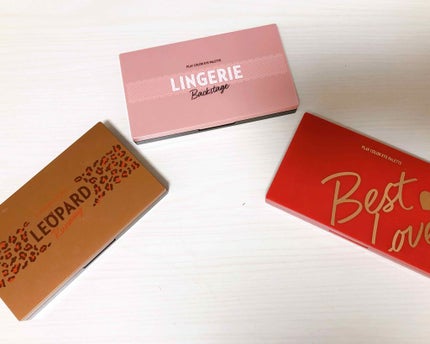 PLAY COLOR EYE PALETTE
LINGERIE
Backstage
LEOPARD
PLAY COLOR EYE PALETTE
Best
love